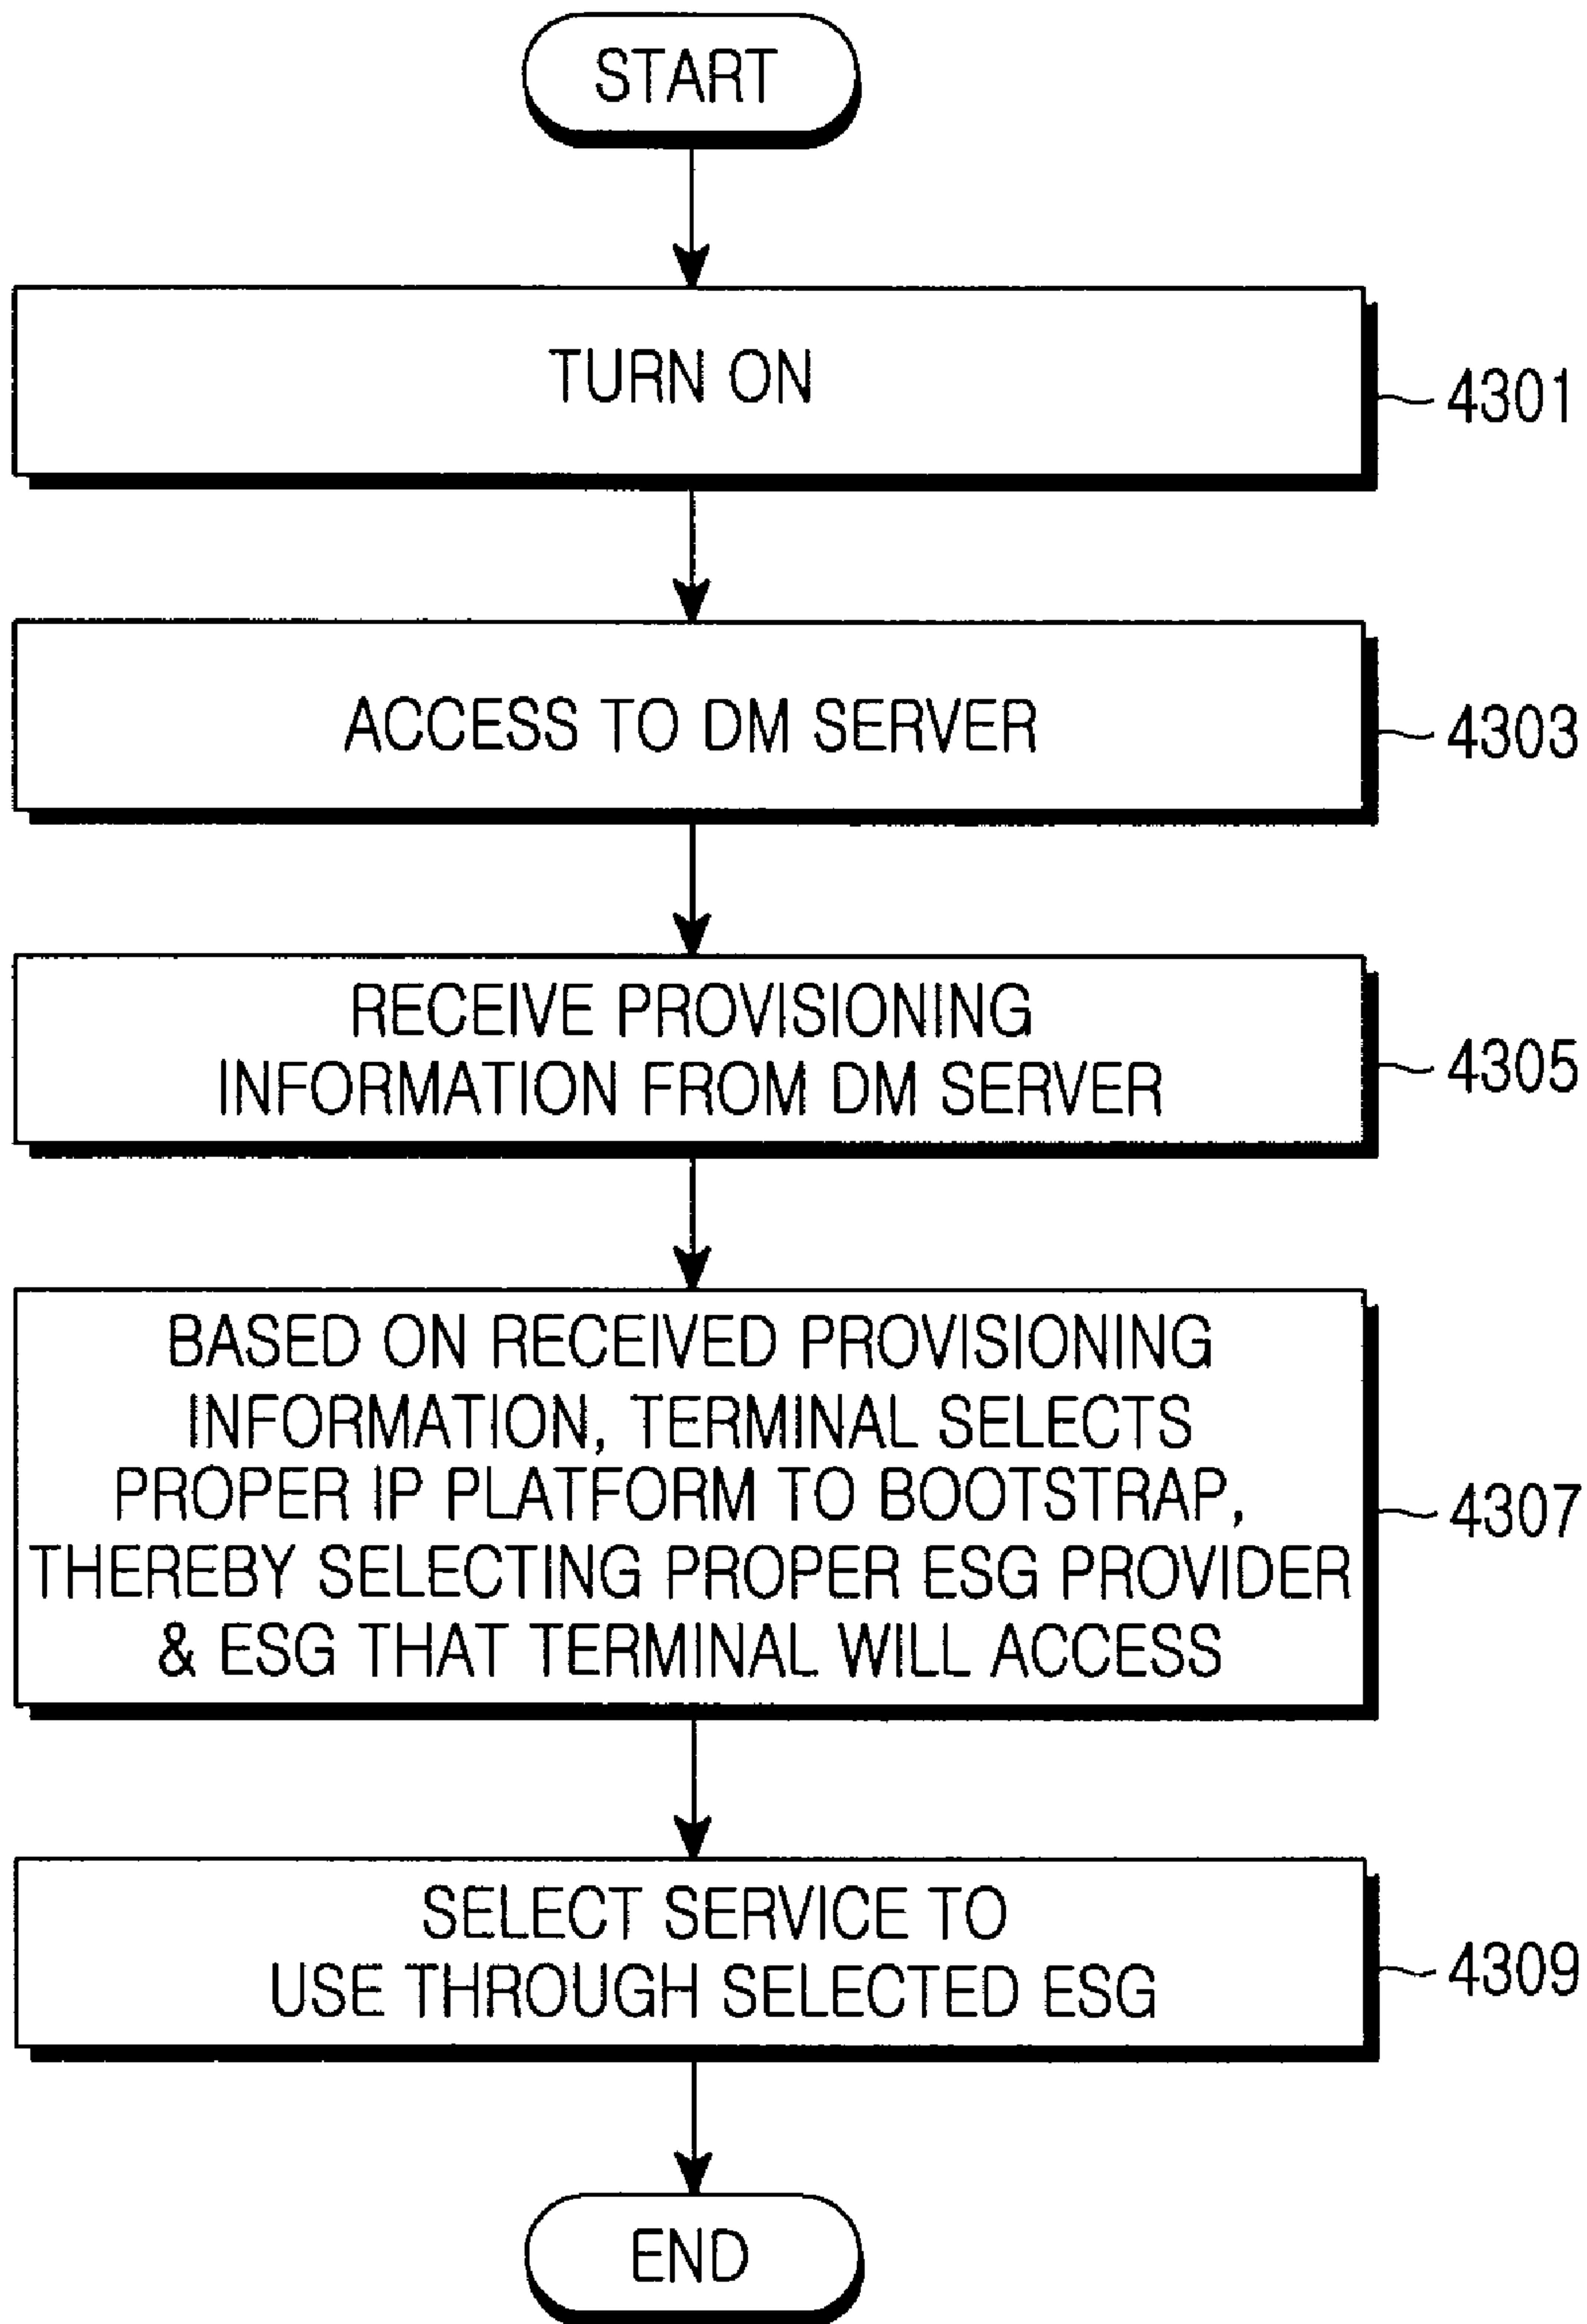 START
TURN ON
4301
ACCESS TO DM SERVER
4303
RECEIVE PROVISIONING
INFORMATION FROM DM SERVER
4305
BASED ON RECEIVED PROVISIONING
INFORMATION, TERMINAL SELECTS
PROPER IP PLATFORM TO BOOTSTRAP,
THEREBY SELECTING PROPER ESG PROVIDER
& ESG THAT TERMINAL WILL ACCESS
4307
SELECT SERVICE TO
USE THROUGH SELECTED ESG
4309
END